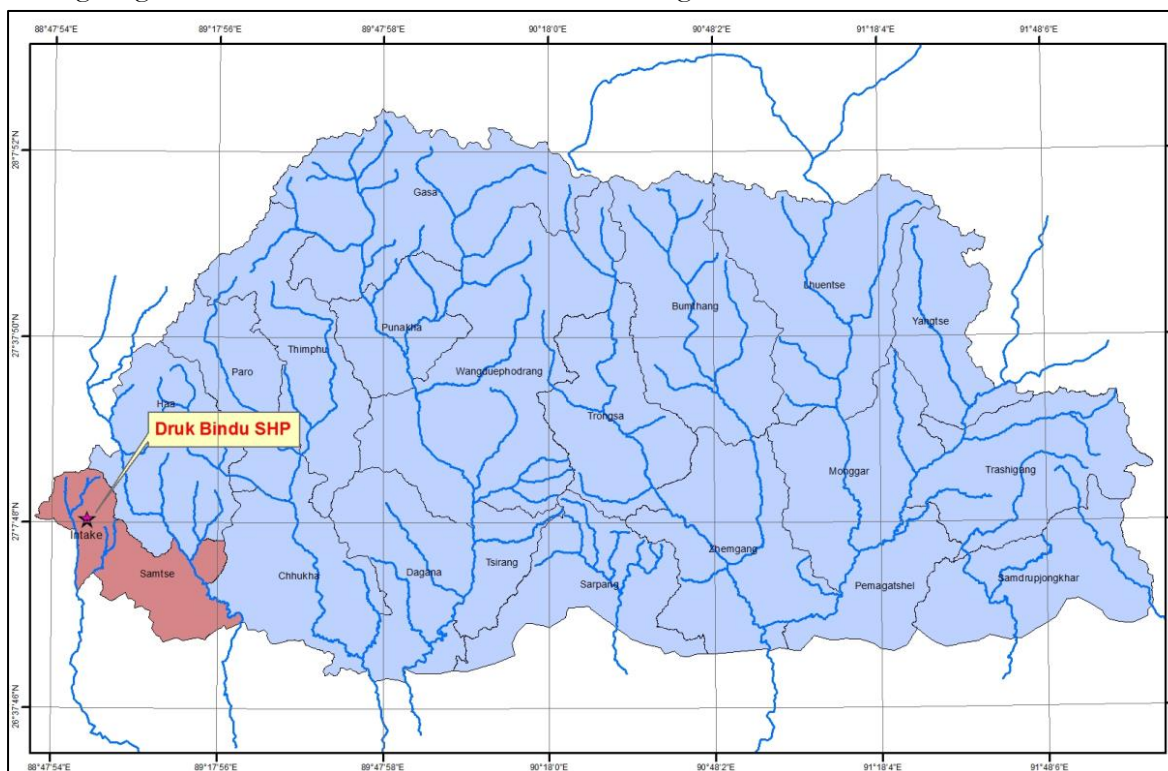 88°47'54"E 89°17'56"E 89°47'58"E 90°18'0"E 90°48'2"E 91°18'4"E 91°48'6"E
28°7'52"N
27°37'50"N
27°7'48"N
26°37'46"N
Gasa
Lhuentse
Bumthang
Yangtse
Punakha
Thimphu
Paro
Wangduephodrang
Haa
Trongsa
Druk Bindu SHP
Monggar
Trashigang
Intake
Samtse
Chhukha
Dagana
Tsirang
Sarpang
Zhemgang
Pemagatshel
Samdrupjongkhar
88°47'54"E 89°17'56"E 89°47'58"E 90°18'0"E 90°48'2"E 91°18'4"E 91°48'6"E